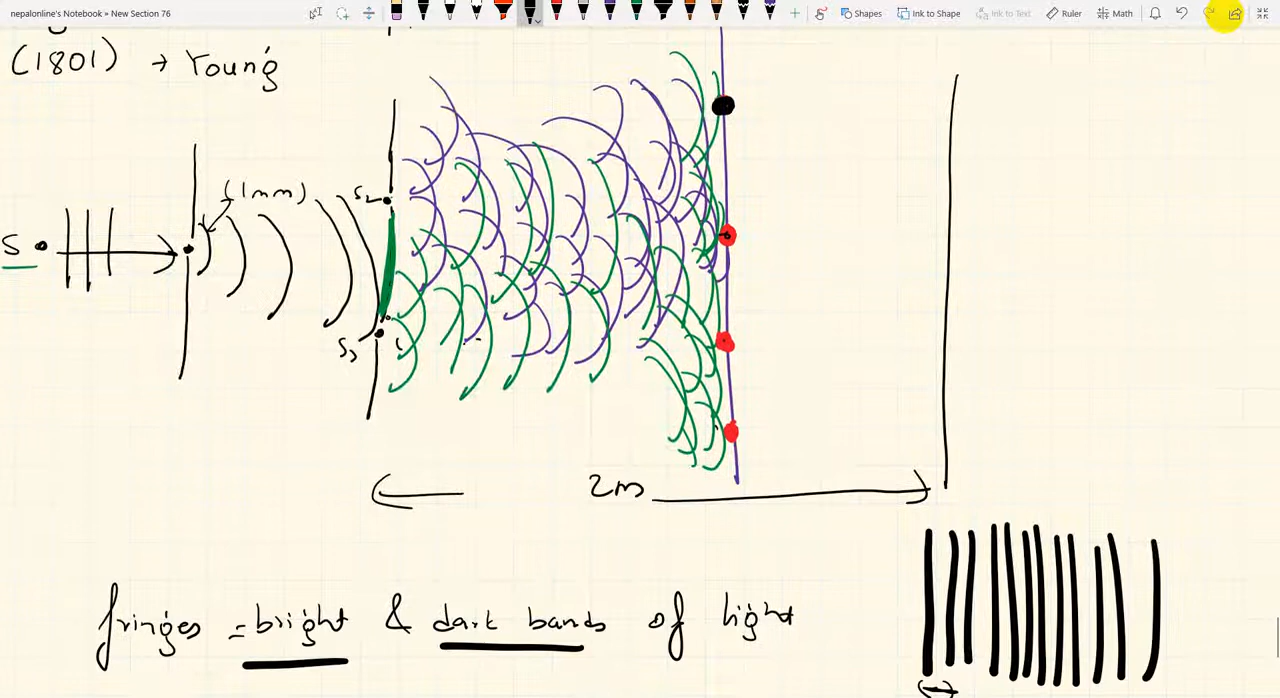 nepalonline's Notebook » New Section 76
Shapes Ink to Shape Ink to Text Ruler Math
(1801) → Young
(1mm)
S
S2
S3
2m
fringes = bright & dark bands of light